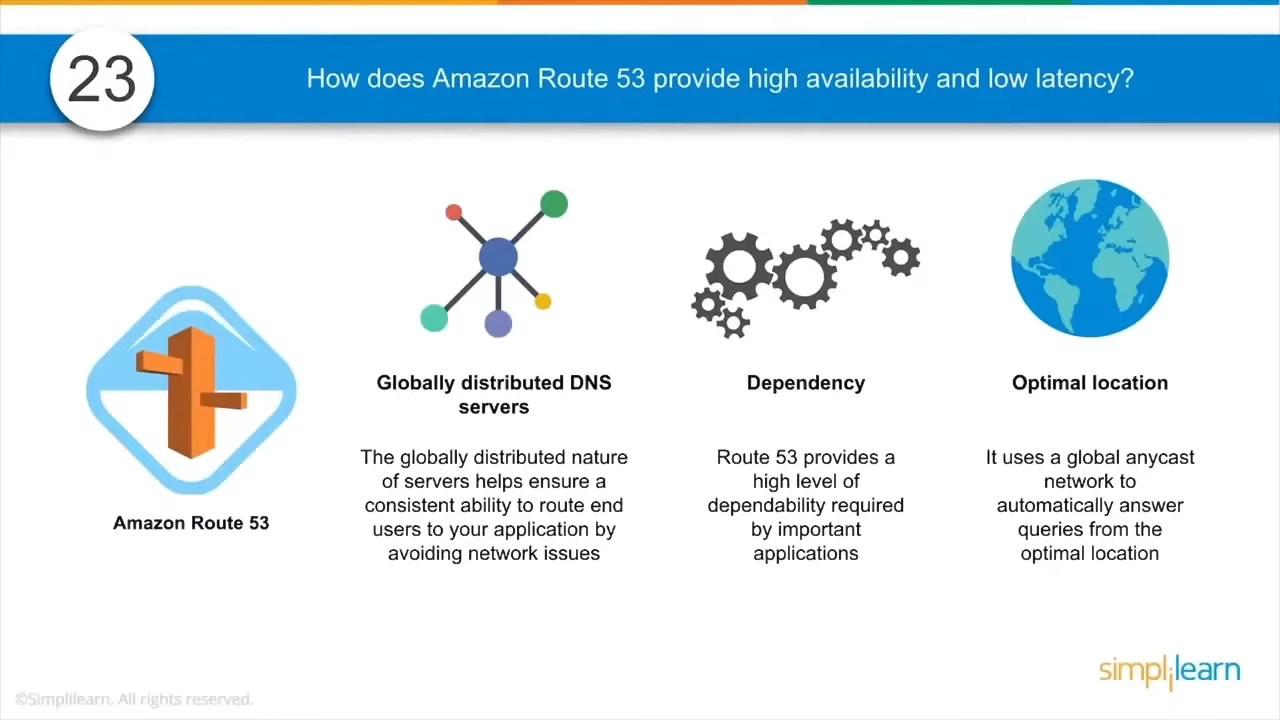 23
How does Amazon Route 53 provide high availability and low latency?
Amazon Route 53
Globally distributed DNS
servers
The globally distributed nature
of servers helps ensure a
consistent ability to route end
users to your application by
avoiding network issues
Dependency
Route 53 provides a
high level of
dependability required
by important
applications
Optimal location
It uses a global anycast
network to
automatically answer
queries from the
optimal location
simplilearn
©Simplilearn. All rights reserved.